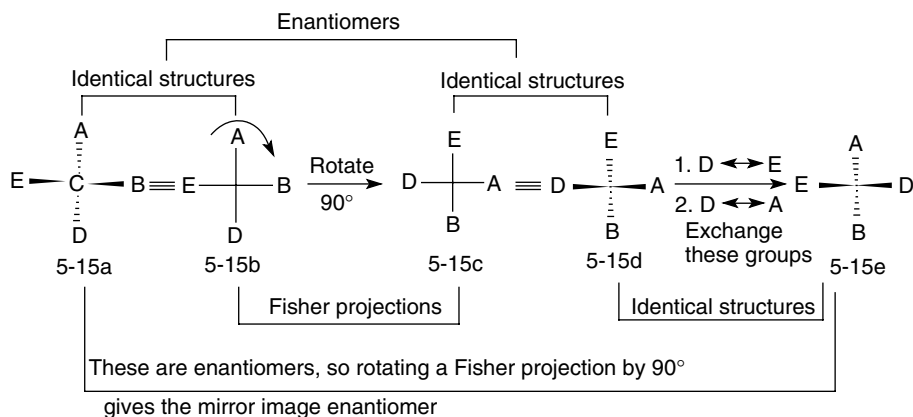 Enantiomers
Identical structures Identical structures
A A E E A
E C B ≡ E B Rotate 90° D A ≡ D A 1. D ↔ E 2. D ↔ A E D
D D B B Exchange these groups B
5-15a 5-15b 5-15c 5-15d 5-15e
Fisher projections Identical structures
These are enantiomers, so rotating a Fisher projection by 90°
gives the mirror image enantiomer